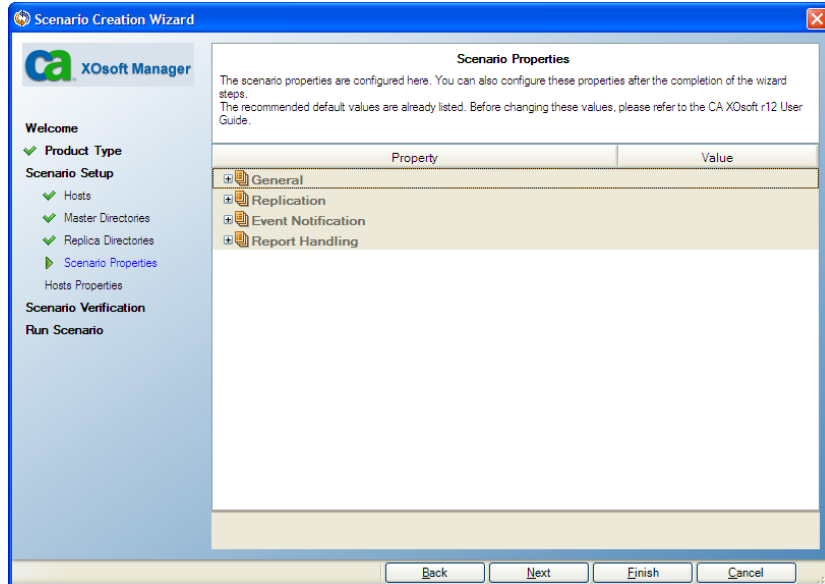 Scenario Creation Wizard
ca
XOsoft Manager
Welcome
Product Type
Scenario Setup
Hosts
Master Directories
Replica Directories
Scenario Properties
Hosts Properties
Scenario Verification
Run Scenario
Scenario Properties
The scenario properties are configured here. You can also configure these properties after the completion of the wizard
steps.
The recommended default values are already listed. Before changing these values, please refer to the CA XOsoft r12 User
Guide.
Property Value
General
Replication
Event Notification
Report Handling
Back Next Finish Cancel